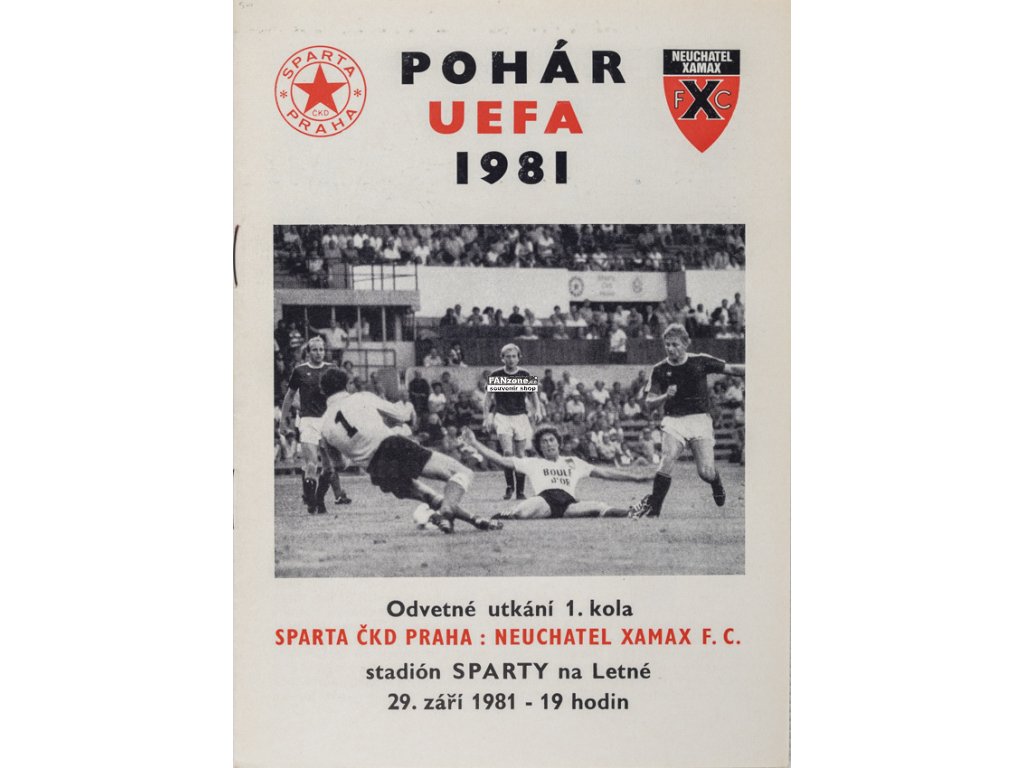 SPARTA
ČKD
PRAHA
POHÁR
UEFA
1981
NEUCHATEL
XAMAX
F X C
1
FANzone.cz
souvenir shop
BOULE
d'OR
Odvetné utkání 1. kola
SPARTA ČKD PRAHA : NEUCHATEL XAMAX F. C.
stadión SPARTY na Letné
29. září 1981 - 19 hodin